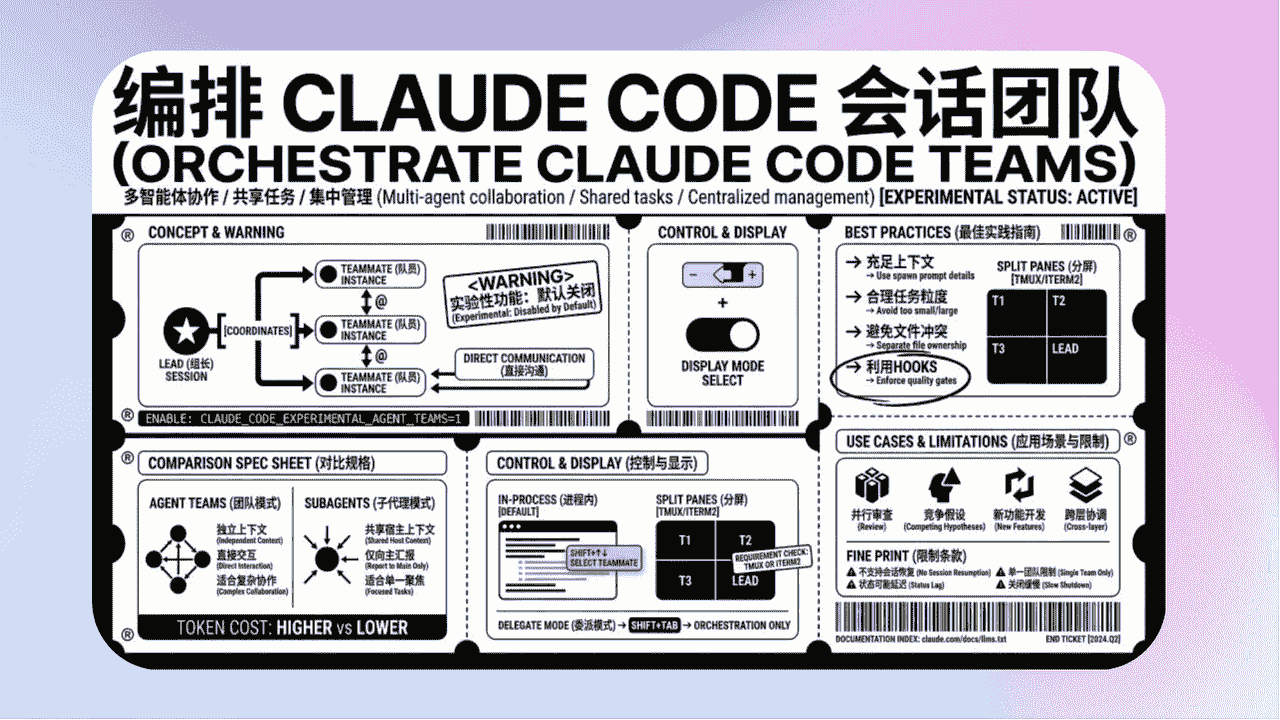 编排 CLAUDE CODE 会话团队
(ORCHESTRATE CLAUDE CODE TEAMS)
多智能体协作 / 共享任务 / 集中管理 (Multi-agent collaboration / Shared tasks / Centralized management) [EXPERIMENTAL STATUS: ACTIVE]
® CONCEPT & WARNING
LEAD (组长)
SESSION
[COORDINATES]
TEAMMATE (队员)
INSTANCE
@
TEAMMATE (队员)
INSTANCE
@
TEAMMATE (队员)
INSTANCE
<WARNING>
实验性功能：默认关闭
(Experimental: Disabled by Default)
DIRECT COMMUNICATION
(直接沟通)
® ENABLE: CLAUDE_CODE_EXPERIMENTAL_AGENT_TEAMS=1
CONTROL & DISPLAY
− +
+
DISPLAY MODE
SELECT
BEST PRACTICES (最佳实践指南) ®
→ 充足上下文
→ Use spawn prompt details
→ 合理任务粒度
→ Avoid too small/large
→ 避免文件冲突
→ Separate file ownership
→ 利用HOOKS
→ Enforce quality gates
SPLIT PANES (分屏)
[TMUX/ITERM2]
T1 T2
T3 LEAD
® COMPARISON SPEC SHEET (对比规格)
AGENT TEAMS (团队模式)
独立上下文
(Independent Context)
直接交互
(Direct Interaction)
适合复杂协作
(Complex Collaboration)
SUBAGENTS (子代理模式)
共享宿主上下文
(Shared Host Context)
仅向主汇报
(Report to Main Only)
适合单一聚焦
(Focused Tasks)
® TOKEN COST: HIGHER vs LOWER
CONTROL & DISPLAY (控制与显示)
IN-PROCESS (进程内)
[DEFAULT]
SHIFT+↑↓
SELECT TEAMMATE
SPLIT PANES (分屏)
[TMUX/ITERM2]
T1 T2
T3 LEAD
REQUIREMENT CHECK:
TMUX OR ITERM2
DELEGATE MODE (委派模式) → SHIFT+TAB → ORCHESTRATION ONLY
USE CASES & LIMITATIONS (应用场景与限制) ®
并行审查
(Review)
竞争假设
(Competing Hypotheses)
新功能开发
(New Features)
跨层协调
(Cross-layer)
FINE PRINT (限制条款)
不支持会话恢复 (No Session Resumption) 单一团队限制 (Single Team Only)
状态可能延迟 (Status Lag) 关闭缓慢 (Slow Shutdown)
DOCUMENTATION INDEX: claude.com/docs/llms.txt END TICKET [2024.Q2]